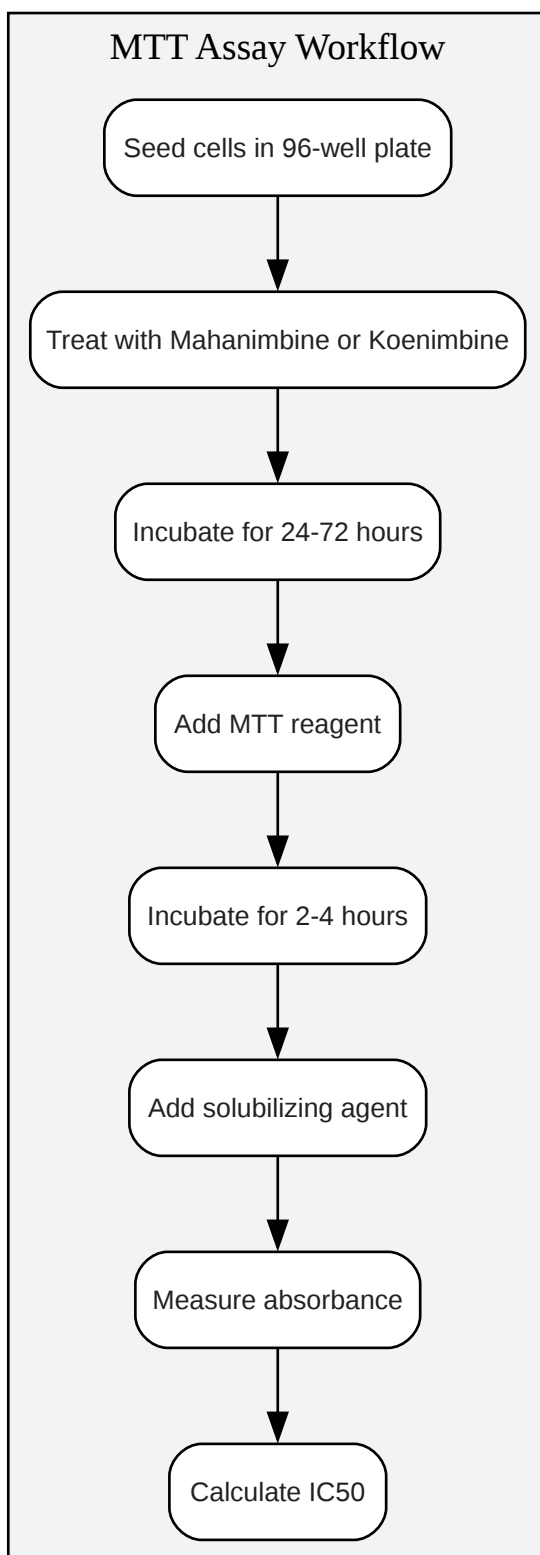 MTT Assay Workflow
Seed cells in 96-well plate
Treat with Mahanimbine or Koenimbine
Incubate for 24-72 hours
Add MTT reagent
Incubate for 2-4 hours
Add solubilizing agent
Measure absorbance
Calculate IC50